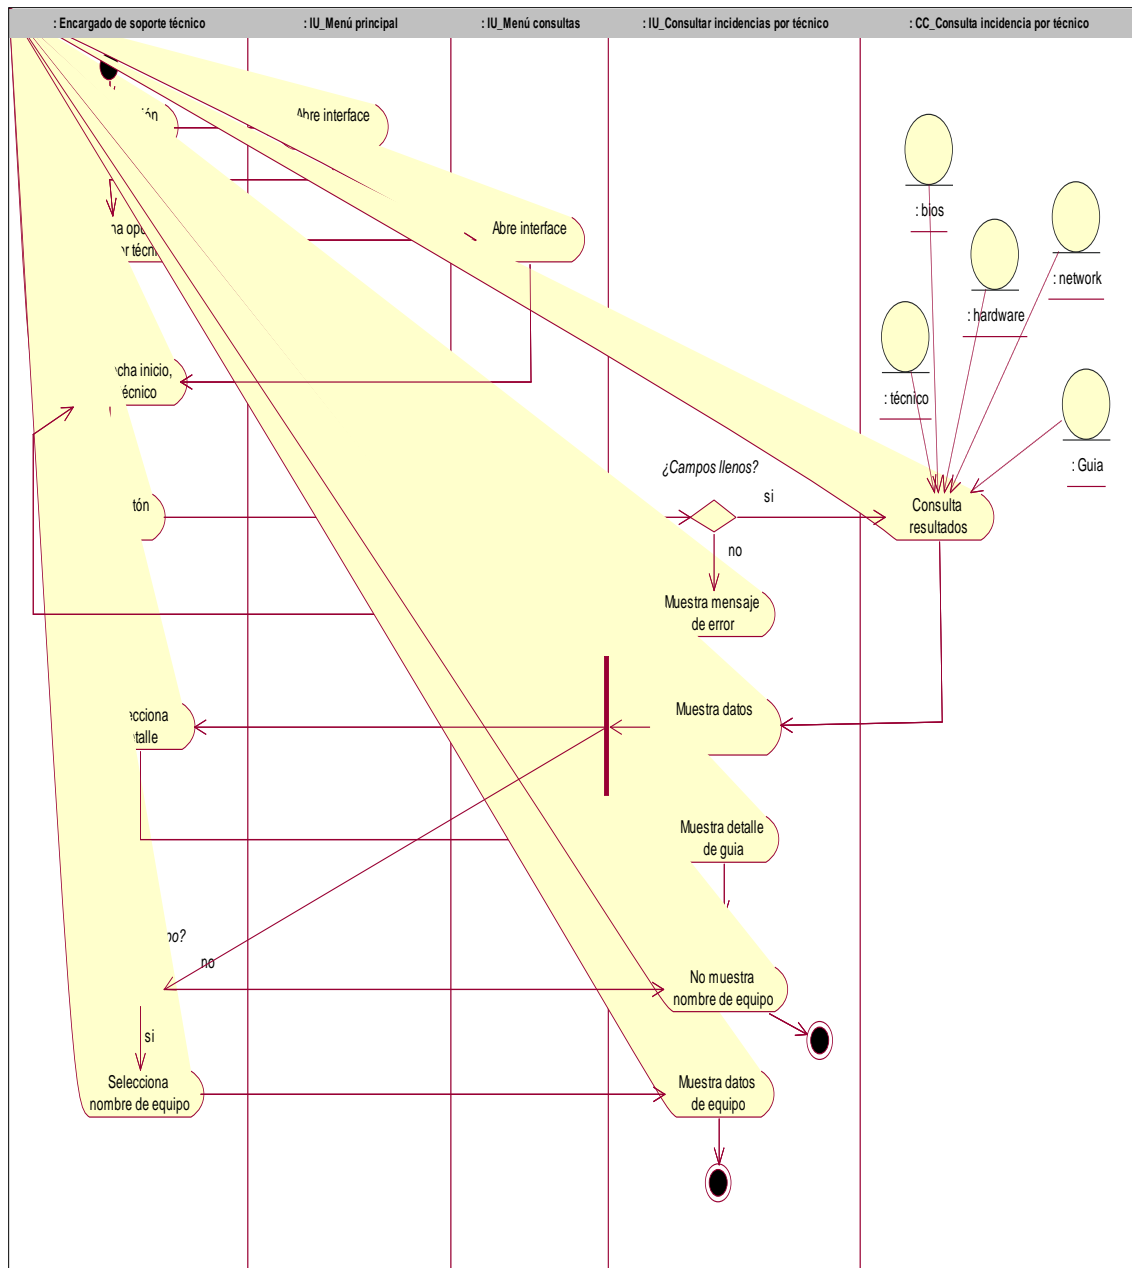 : Encargado de soporte técnico
: IU_Menú principal
: IU_Menú consultas
: IU_Consultar incidencias por técnico
: CC_Consulta incidencia por técnico
Abre interface
: bios
Abre interface
: network
: hardware
: técnico
inicio,
técnico
¿Campos llenos?
si
: Guia
Consulta
resultados
no
Muestra mensaje
de error
Muestra datos
Muestra detalle
de guia
no
No muestra
nombre de equipo
si
Selecciona
nombre de equipo
Muestra datos
de equipo